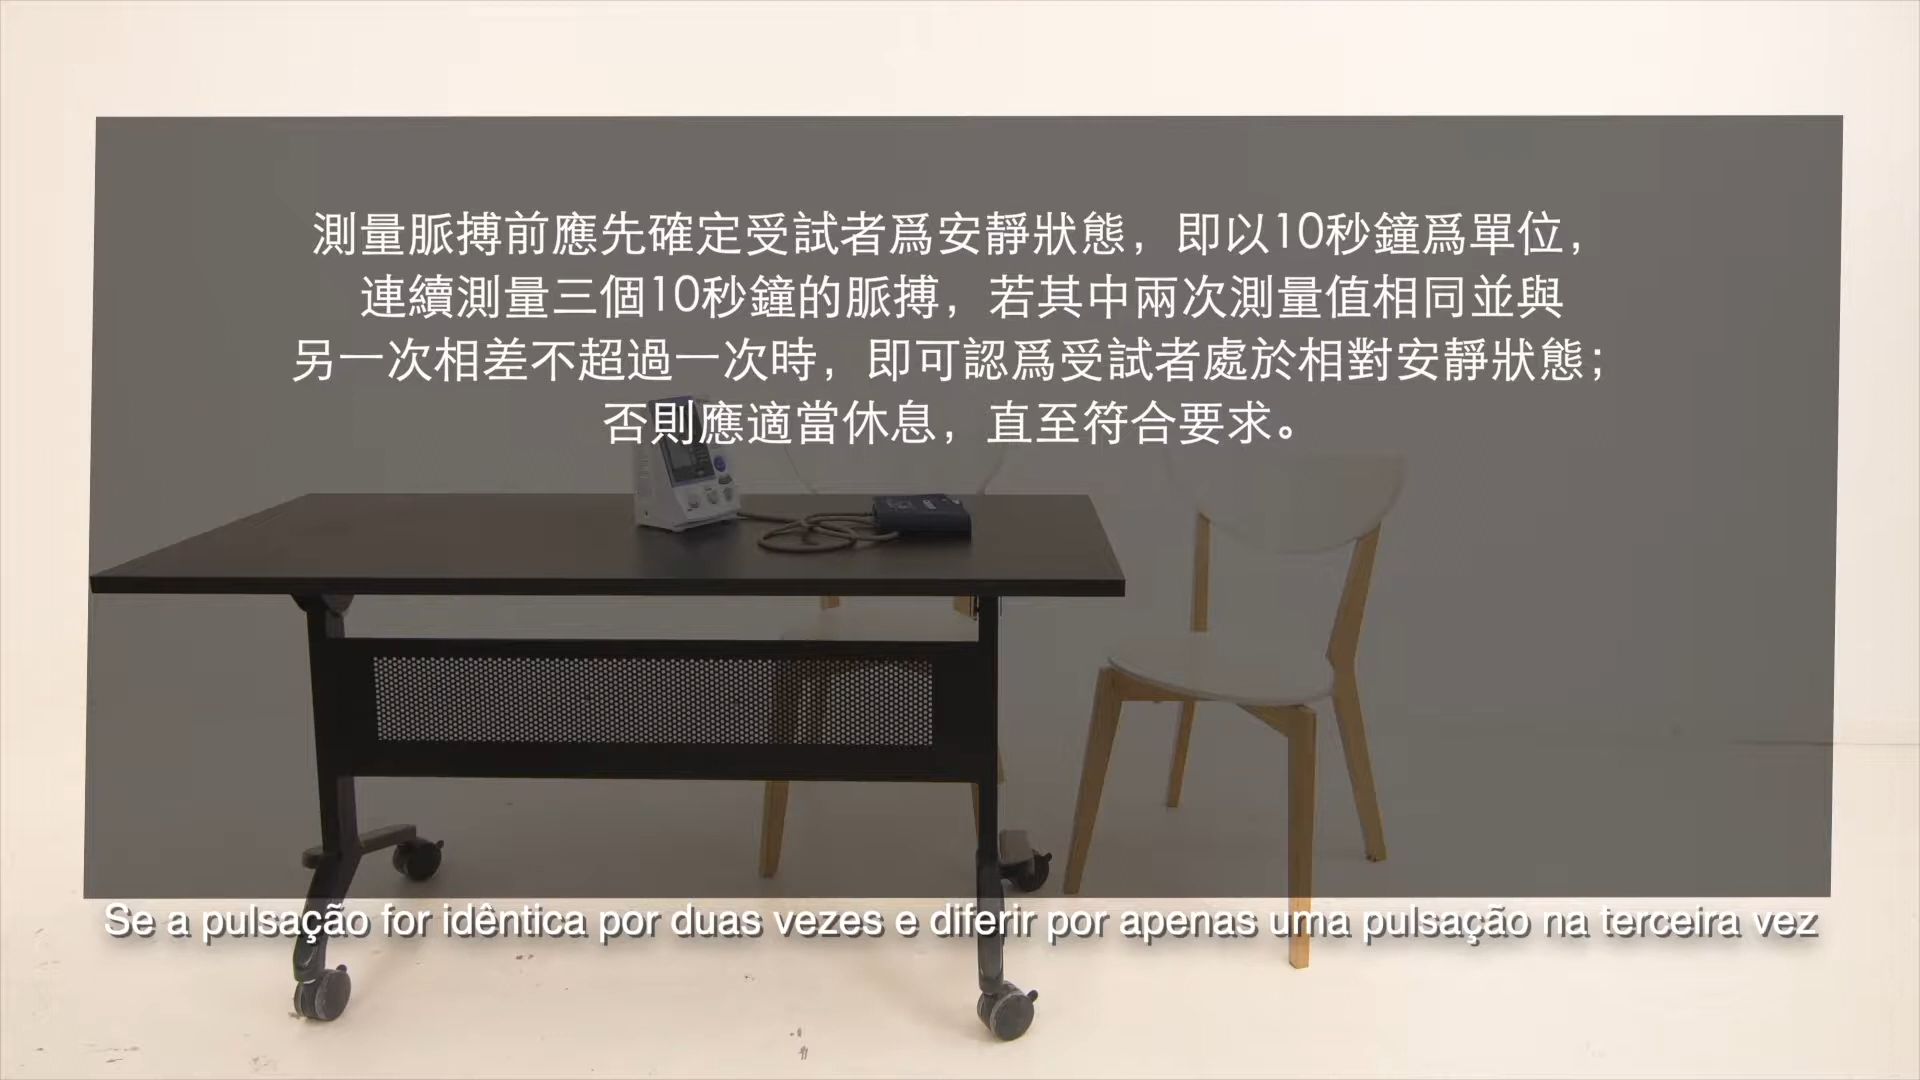 測量脈搏前應先確定受試者爲安靜狀態，即以10秒鐘爲單位，
連續測量三個10秒鐘的脈搏，若其中兩次測量值相同並與
另一次相差不超過一次時，即可認爲受試者處於相對安靜狀態；
否則應適當休息，直至符合要求。
Se a pulsação for idêntica por duas vezes e diferir por apenas uma pulsação na terceira vez